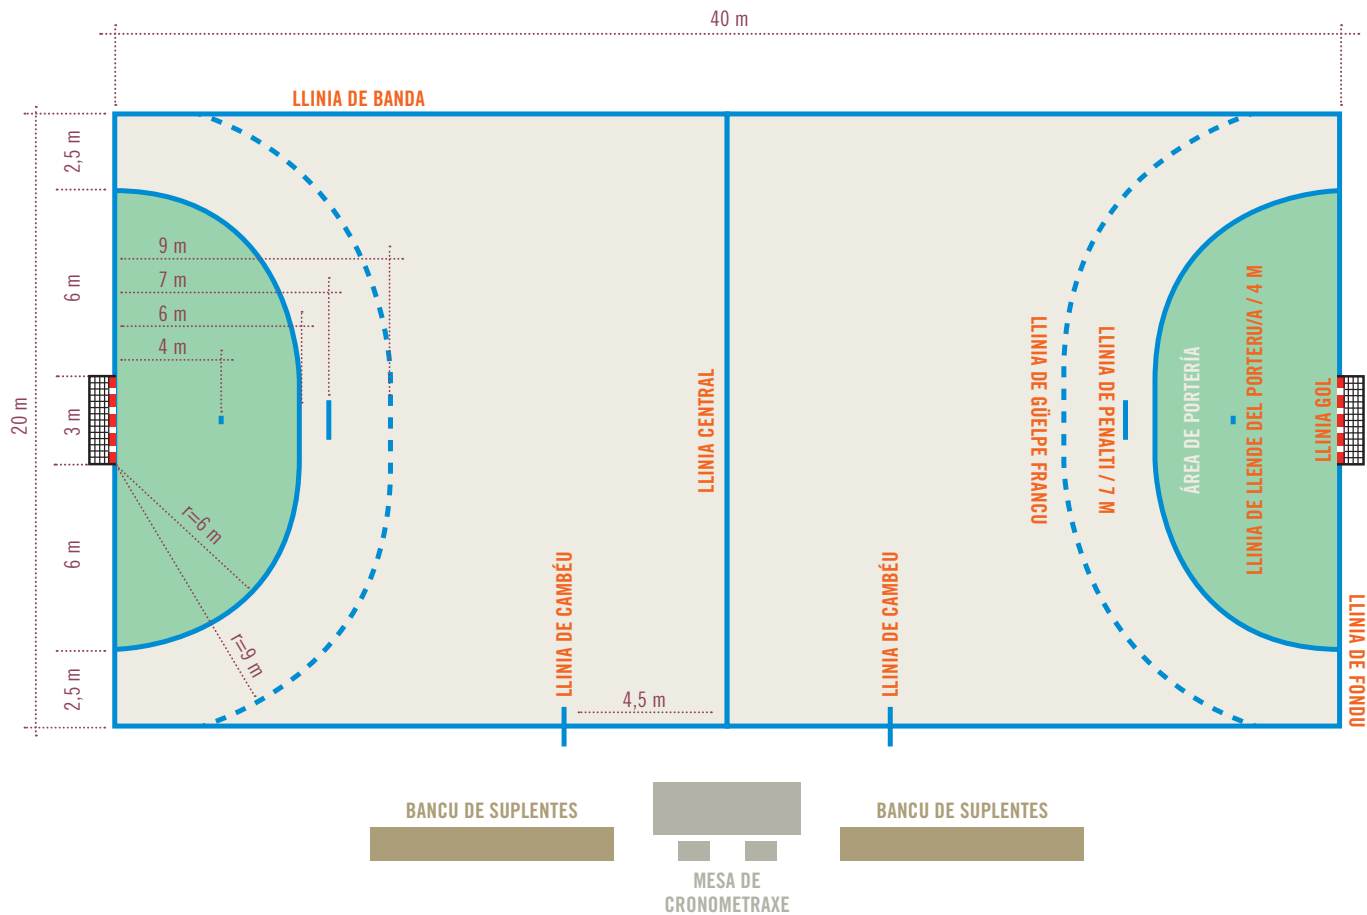 40 m
LLINIA DE BANDA
2,5 m
6 m
3 m
20 m
6 m
2,5 m
9 m
7 m
6 m
4 m
r=6 m
r=9 m
LLINIA CENTRAL
LLINIA DE CAMBÉU
4,5 m
LLINIA DE CAMBÉU
LLINIA DE GÜELPE FRANCU
LLINIA DE PENALTI / 7 M
ÁREA DE PORTERÍA
LLINIA DE LLENDE DEL PORTERU/A / 4 M
LLINIA GOL
LLINIA DE FONDU
BANCU DE SUPLENTES
BANCU DE SUPLENTES
MESA DE
CRONOMETRAXE